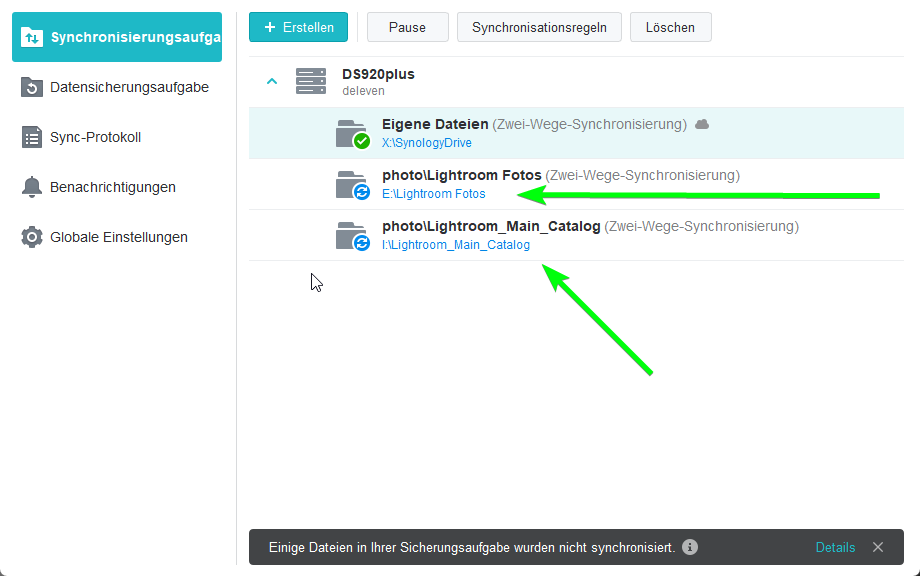 Synchronisierungsaufga
Datensicherungsaufgabe
Sync-Protokoll
Benachrichtigungen
Globale Einstellungen
+ Erstellen
Pause
Synchronisationsregeln
Löschen
DS920plus
deleven
Eigene Dateien (Zwei-Wege-Synchronisierung)
X:\SynologyDrive
photo\Lightroom Fotos (Zwei-Wege-Synchronisierung)
E:\Lightroom Fotos
photo\Lightroom_Main_Catalog (Zwei-Wege-Synchronisierung)
I:\Lightroom_Main_Catalog
Einige Dateien in Ihrer Sicherungsaufgabe wurden nicht synchronisiert. Details